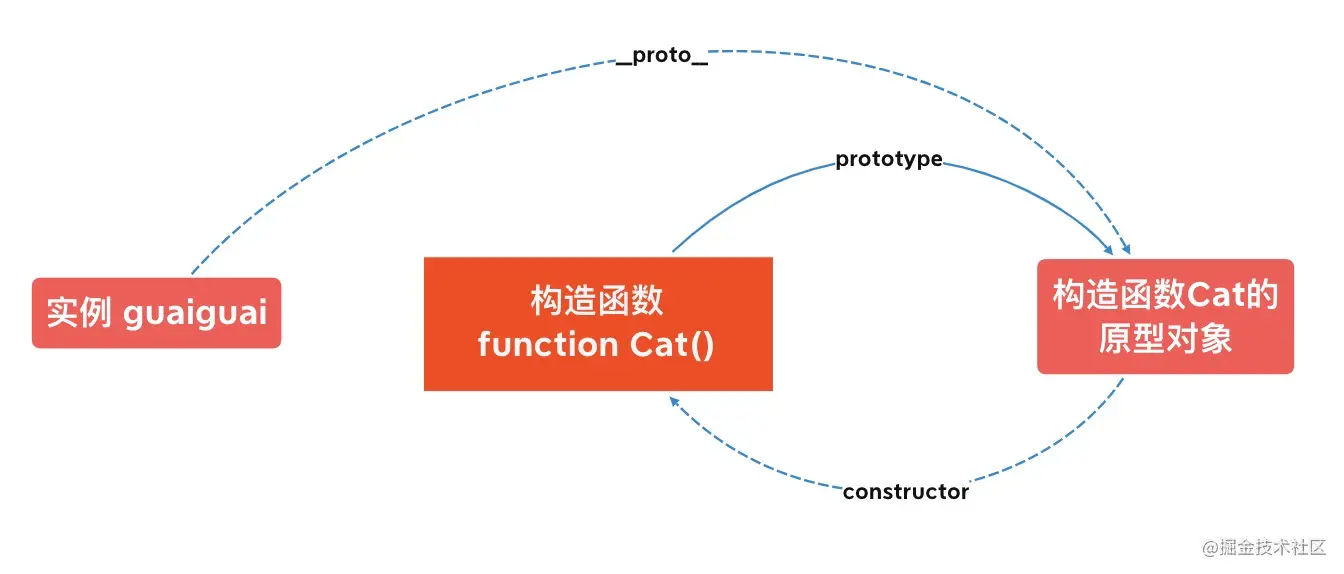 _proto_
prototype
实例 guaiguai
构造函数
function Cat()
构造函数Cat的
原型对象
constructor
@掘金技术社区